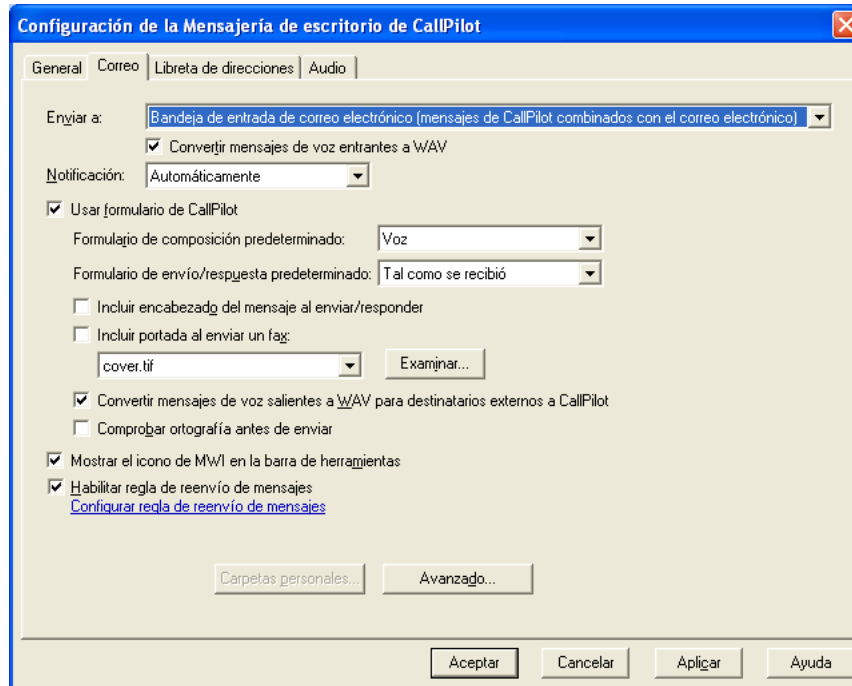 Configuración de la Mensajería de escritorio de CallPilot
General Correo Libreta de direcciones Audio
Enviar a: Bandeja de entrada de correo electrónico (mensajes de CallPilot combinados con el correo electrónico)
Convertir mensajes de voz entrantes a WAV
Notificación: Automáticamente
Usar formulario de CallPilot
Formulario de composición predeterminado: Voz
Formulario de envío/respuesta predeterminado: Tal como se recibió
Incluir encabezado del mensaje al enviar/responder
Incluir portada al enviar un fax:
cover.tif Examinar...
Convertir mensajes de voz salientes a WAV para destinatarios externos a CallPilot
Comprobar ortografía antes de enviar
Mostrar el icono de MWI en la barra de herramientas
Habilitar regla de reenvío de mensajes
Configurar regla de reenvío de mensajes
Carpetas personales... Avanzado...
Aceptar Cancelar Aplicar Ayuda